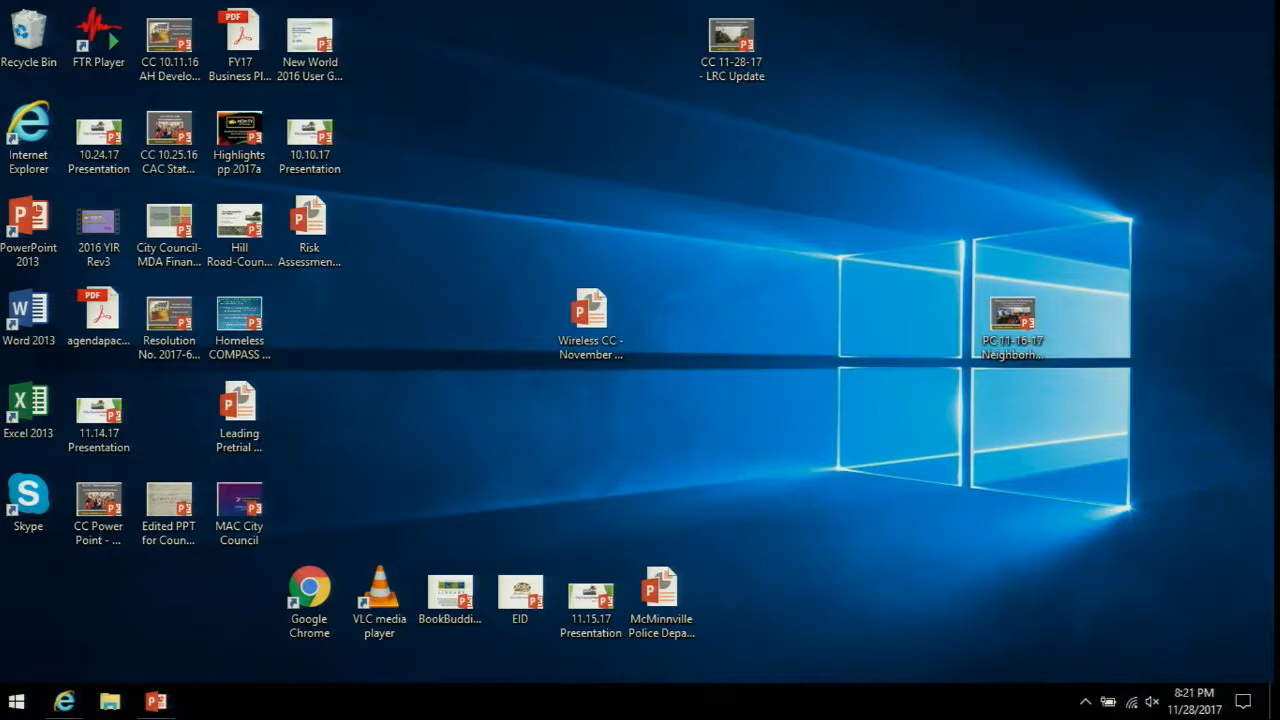 Recycle Bin
FTR Player
CC 10.11.16
AH Develo...
PDF
FY17
Business Pl...
New World
2016 User G...
CC 11-28-17
- LRC Update
Internet
Explorer
10.24.17
Presentation
CC 10.25.16
CAC Stat...
Highlights
pp 2017a
10.10.17
Presentation
PowerPoint
2013
2016 YIR
Rev3
City Council-
MDA Finan...
Hill
Road-Coun...
Risk
Assessmen...
Word 2013
PDF
agendapac...
Resolution
No. 2017-6...
Homeless
COMPASS ...
Wireless CC -
November ...
PC 11-16-17
Neighborh...
Excel 2013
11.14.17
Presentation
Leading
Pretrial ...
Skype
CC Power
Point - ...
Edited PPT
for Coun...
MAC City
Council
Google
Chrome
VLC media
player
BookBuddi...
EID
11.15.17
Presentation
McMinnville
Police Depa...
8:21 PM
11/28/2017